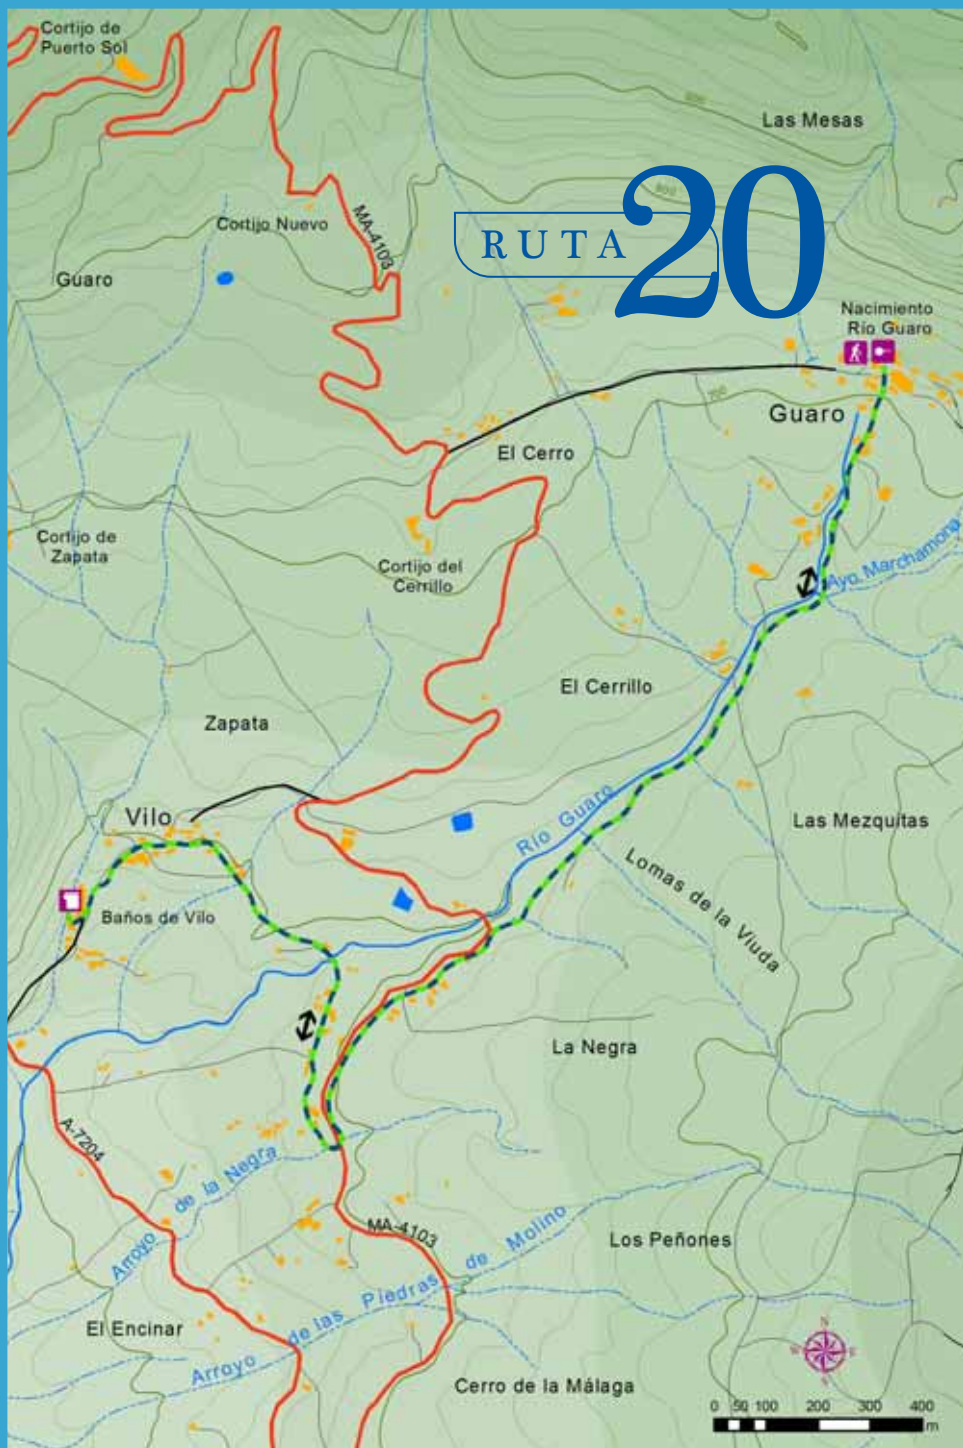 Cortijo de
Puerto Sol
Las Mesas
800
RUTA 20
MA-4103
Cortijo Nuevo
Guaro
Nacimiento
Río Guaro
700
Guaro
El Cerro
Cortijo de
Zapata
Cortijo del
Cerrillo
Ayo. Marchamona
El Cerrillo
Zapata
Río Guaro
Vilo
Las Mezquitas
Lomas de la Viuda
Baños de Vilo
La Negra
A-7204
Arroyo de la Negra
MA-4103
Los Peñones
Arroyo de las Piedras de Molino
El Encinar
Cerro de la Málaga
N
W E
S
0 50 100 200 300 400
m